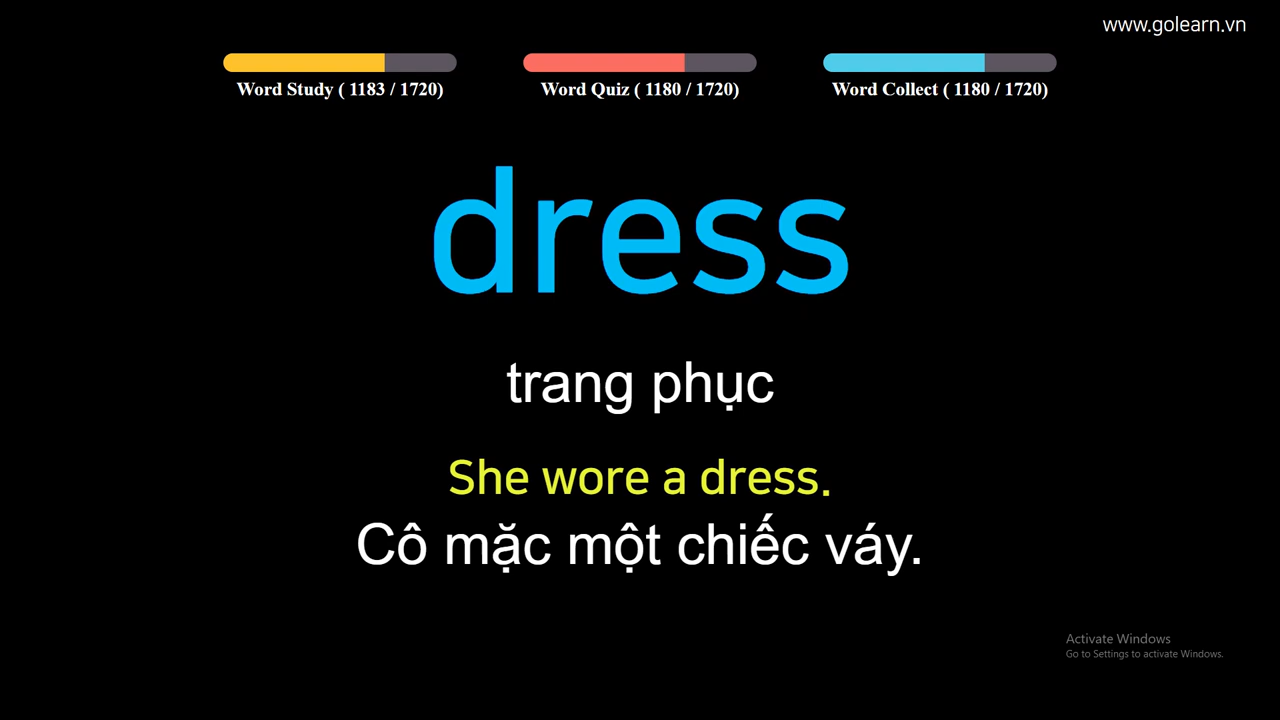 www.golearn.vn
Word Study ( 1183 / 1720)
Word Quiz ( 1180 / 1720)
Word Collect ( 1180 / 1720)
dress
trang phục
She wore a dress.
Cô mặc một chiếc váy.
Activate Windows
Go to Settings to activate Windows.